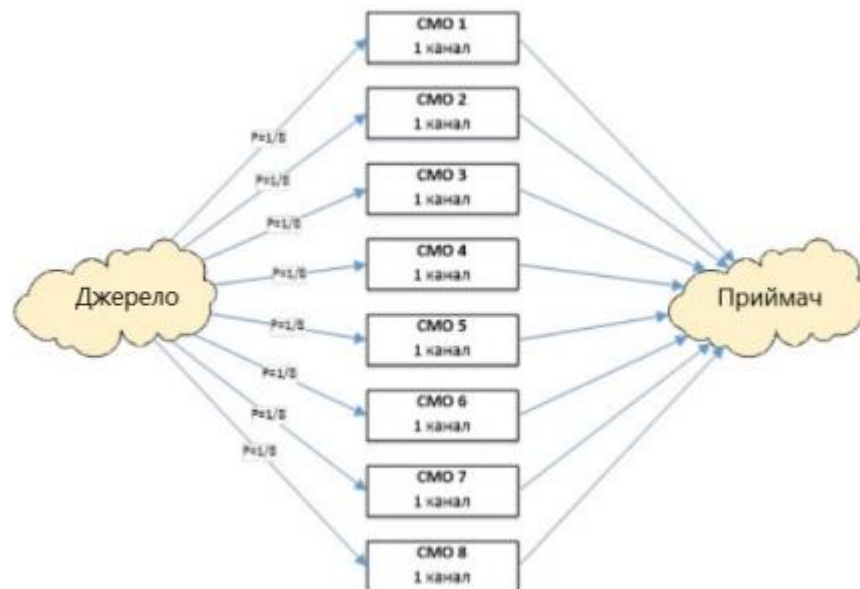 СМО 1
1 канал
СМО 2
1 канал
P=1/8
P=1/8
СМО 3
1 канал
P=1/8
Джерело
P=1/8
СМО 4
1 канал
Приймач
P=1/8
СМО 5
1 канал
P=1/8
СМО 6
1 канал
P=1/8
P=1/8
СМО 7
1 канал
СМО 8
1 канал